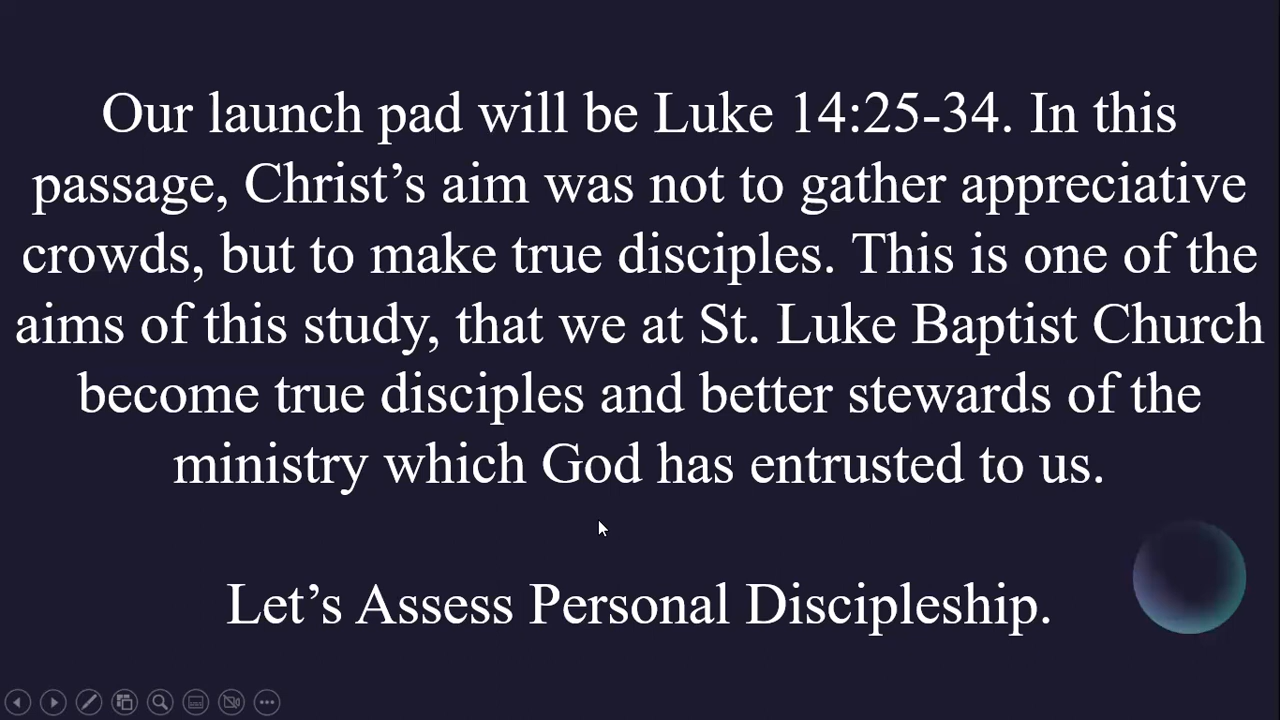 Our launch pad will be Luke 14:25-34. In this
passage, Christ’s aim was not to gather appreciative
crowds, but to make true disciples. This is one of the
aims of this study, that we at St. Luke Baptist Church
become true disciples and better stewards of the
ministry which God has entrusted to us.
Let’s Assess Personal Discipleship.